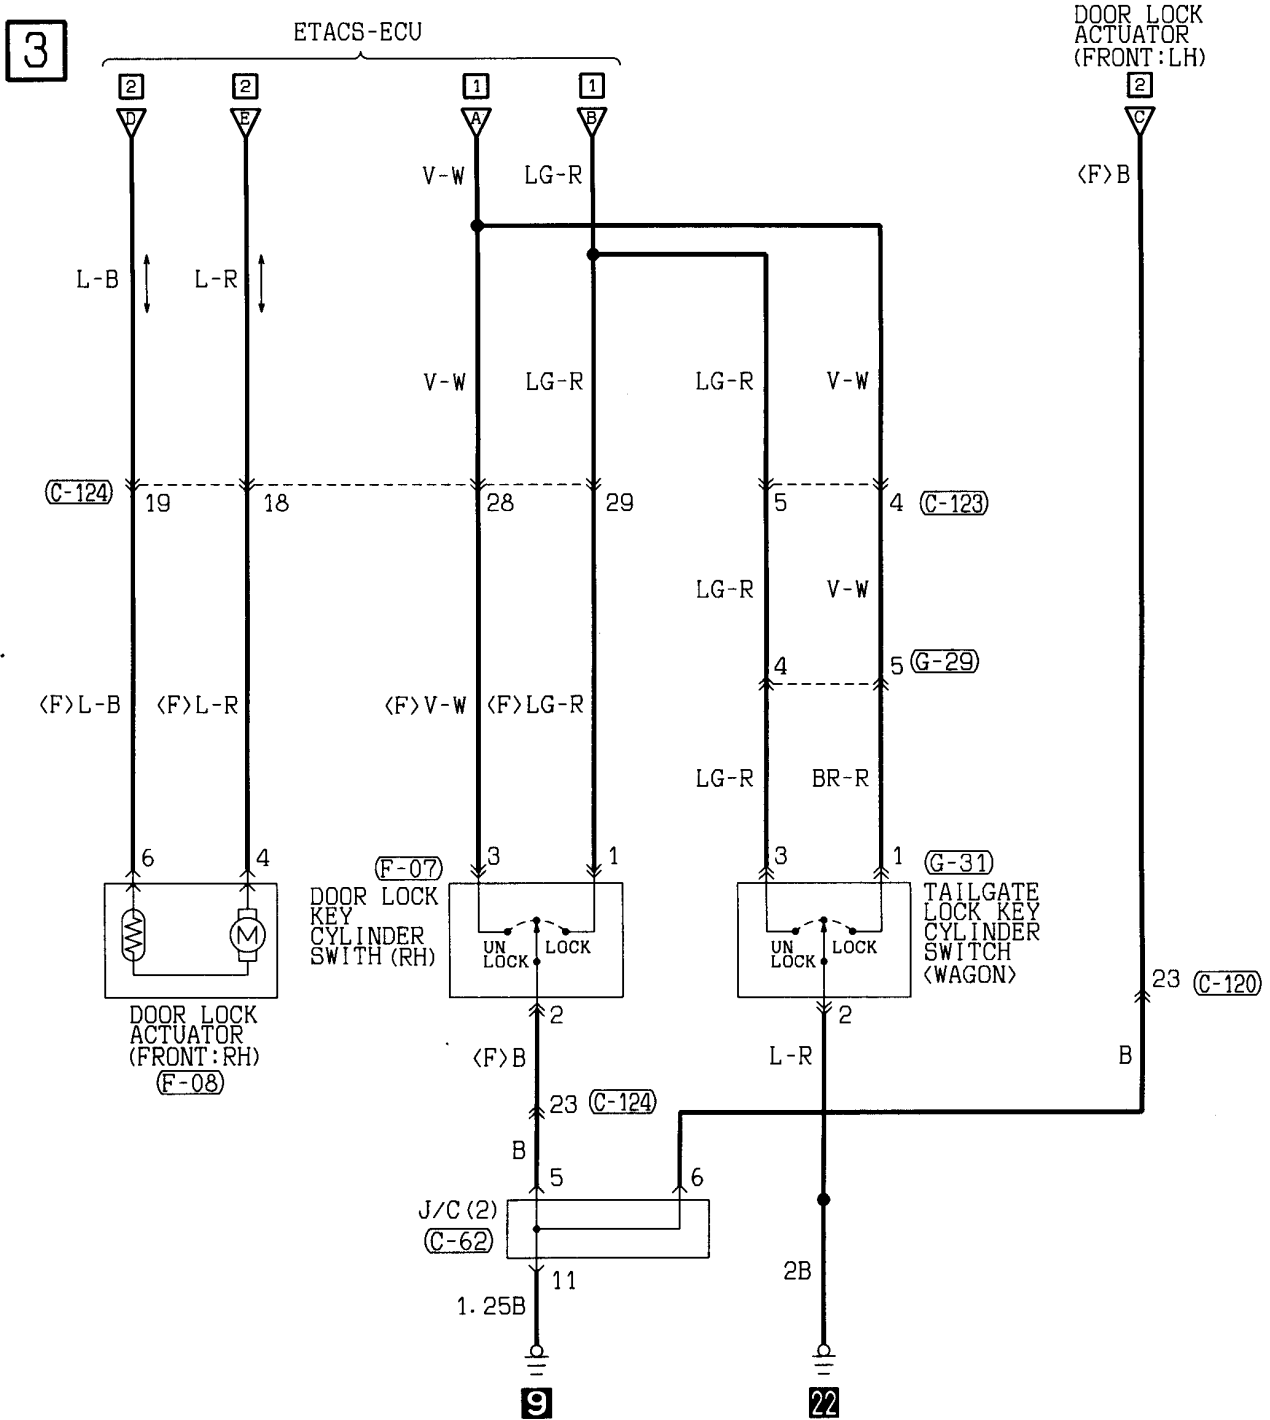 3
ETACS-ECU
DOOR LOCK
ACTUATOR
(FRONT:LH)
2
2
1
1
2
D
E
A
B
C
V-W
LG-R
<F>B
L-B
L-R
V-W
LG-R
LG-R
V-W
C-124
19
18
28
29
5
4
C-123
LG-R
V-W
4
5
G-29
<F>L-B
<F>L-R
<F>V-W
<F>LG-R
LG-R
BR-R
6
4
F-07
3
1
3
1
G-31
DOOR LOCK
KEY
CYLINDER
SWITH(RH)
UN
LOCK
LOCK
UN
LOCK
LOCK
TAILGATE
LOCK KEY
CYLINDER
SWITCH
<WAGON>
M
23
C-120
DOOR LOCK
ACTUATOR
(FRONT:RH)
F-08
2
2
<F>B
L-R
B
23
C-124
B
5
6
J/C(2)
C-62
11
2B
1.25B
9
22